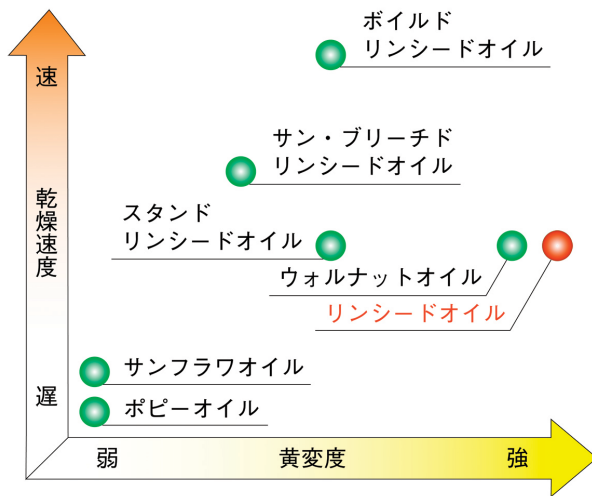 ボイルド
リンシードオイル
速
サン・ブリーチド
リンシードオイル
乾燥速度
スタンド
リンシードオイル
ウォルナットオイル
リンシードオイル
サンフラワオイル
遅
ポピーオイル
弱
黄変度
強